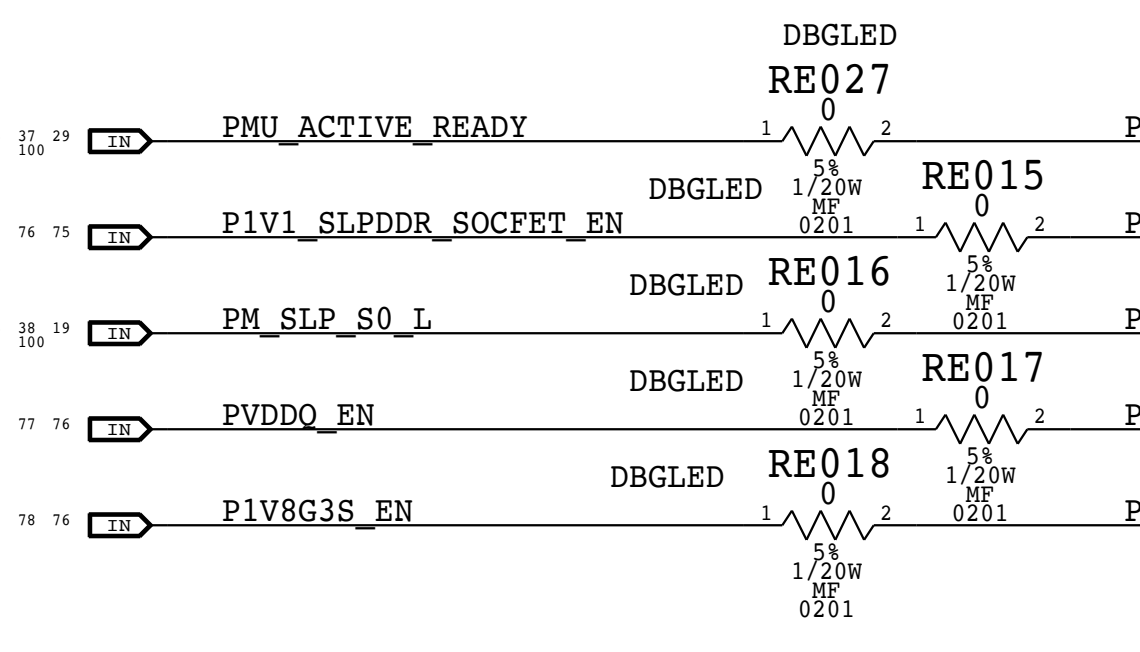 DBGLED
RE027
0
37 29
100
IN
PMU_ACTIVE_READY
1
2
P
5%
1/20W
MF
0201
DBGLED
RE015
0
76 75
IN
P1V1_SLPDDR_SOCFET_EN
1
2
P
5%
1/20W
MF
0201
DBGLED
RE016
0
38 19
100
IN
PM_SLP_S0_L
1
2
P
5%
1/20W
MF
0201
DBGLED
RE017
0
77 76
IN
PVDDQ_EN
1
2
P
5%
1/20W
MF
0201
DBGLED
RE018
0
78 76
IN
P1V8G3S_EN
1
2
P
5%
1/20W
MF
0201